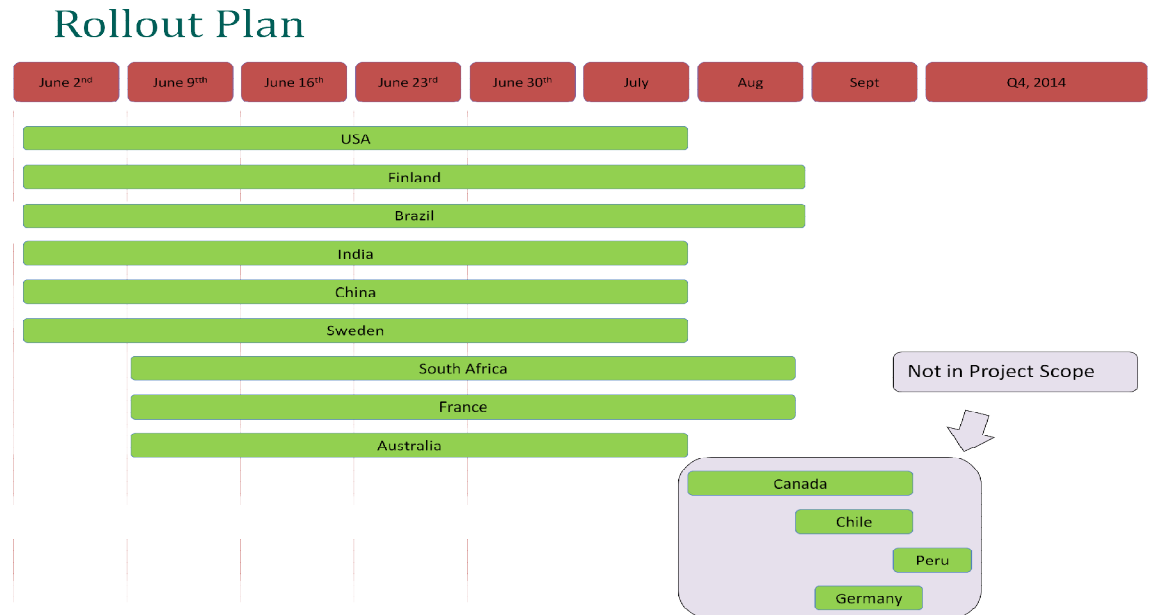 Rollout Plan
June 2nd June 9tth June 16th June 23rd June 30th July Aug Sept Q4, 2014
USA
Finland
Brazil
India
China
Sweden
South Africa
Not in Project Scope
France
Australia
Canada
Chile
Peru
Germany